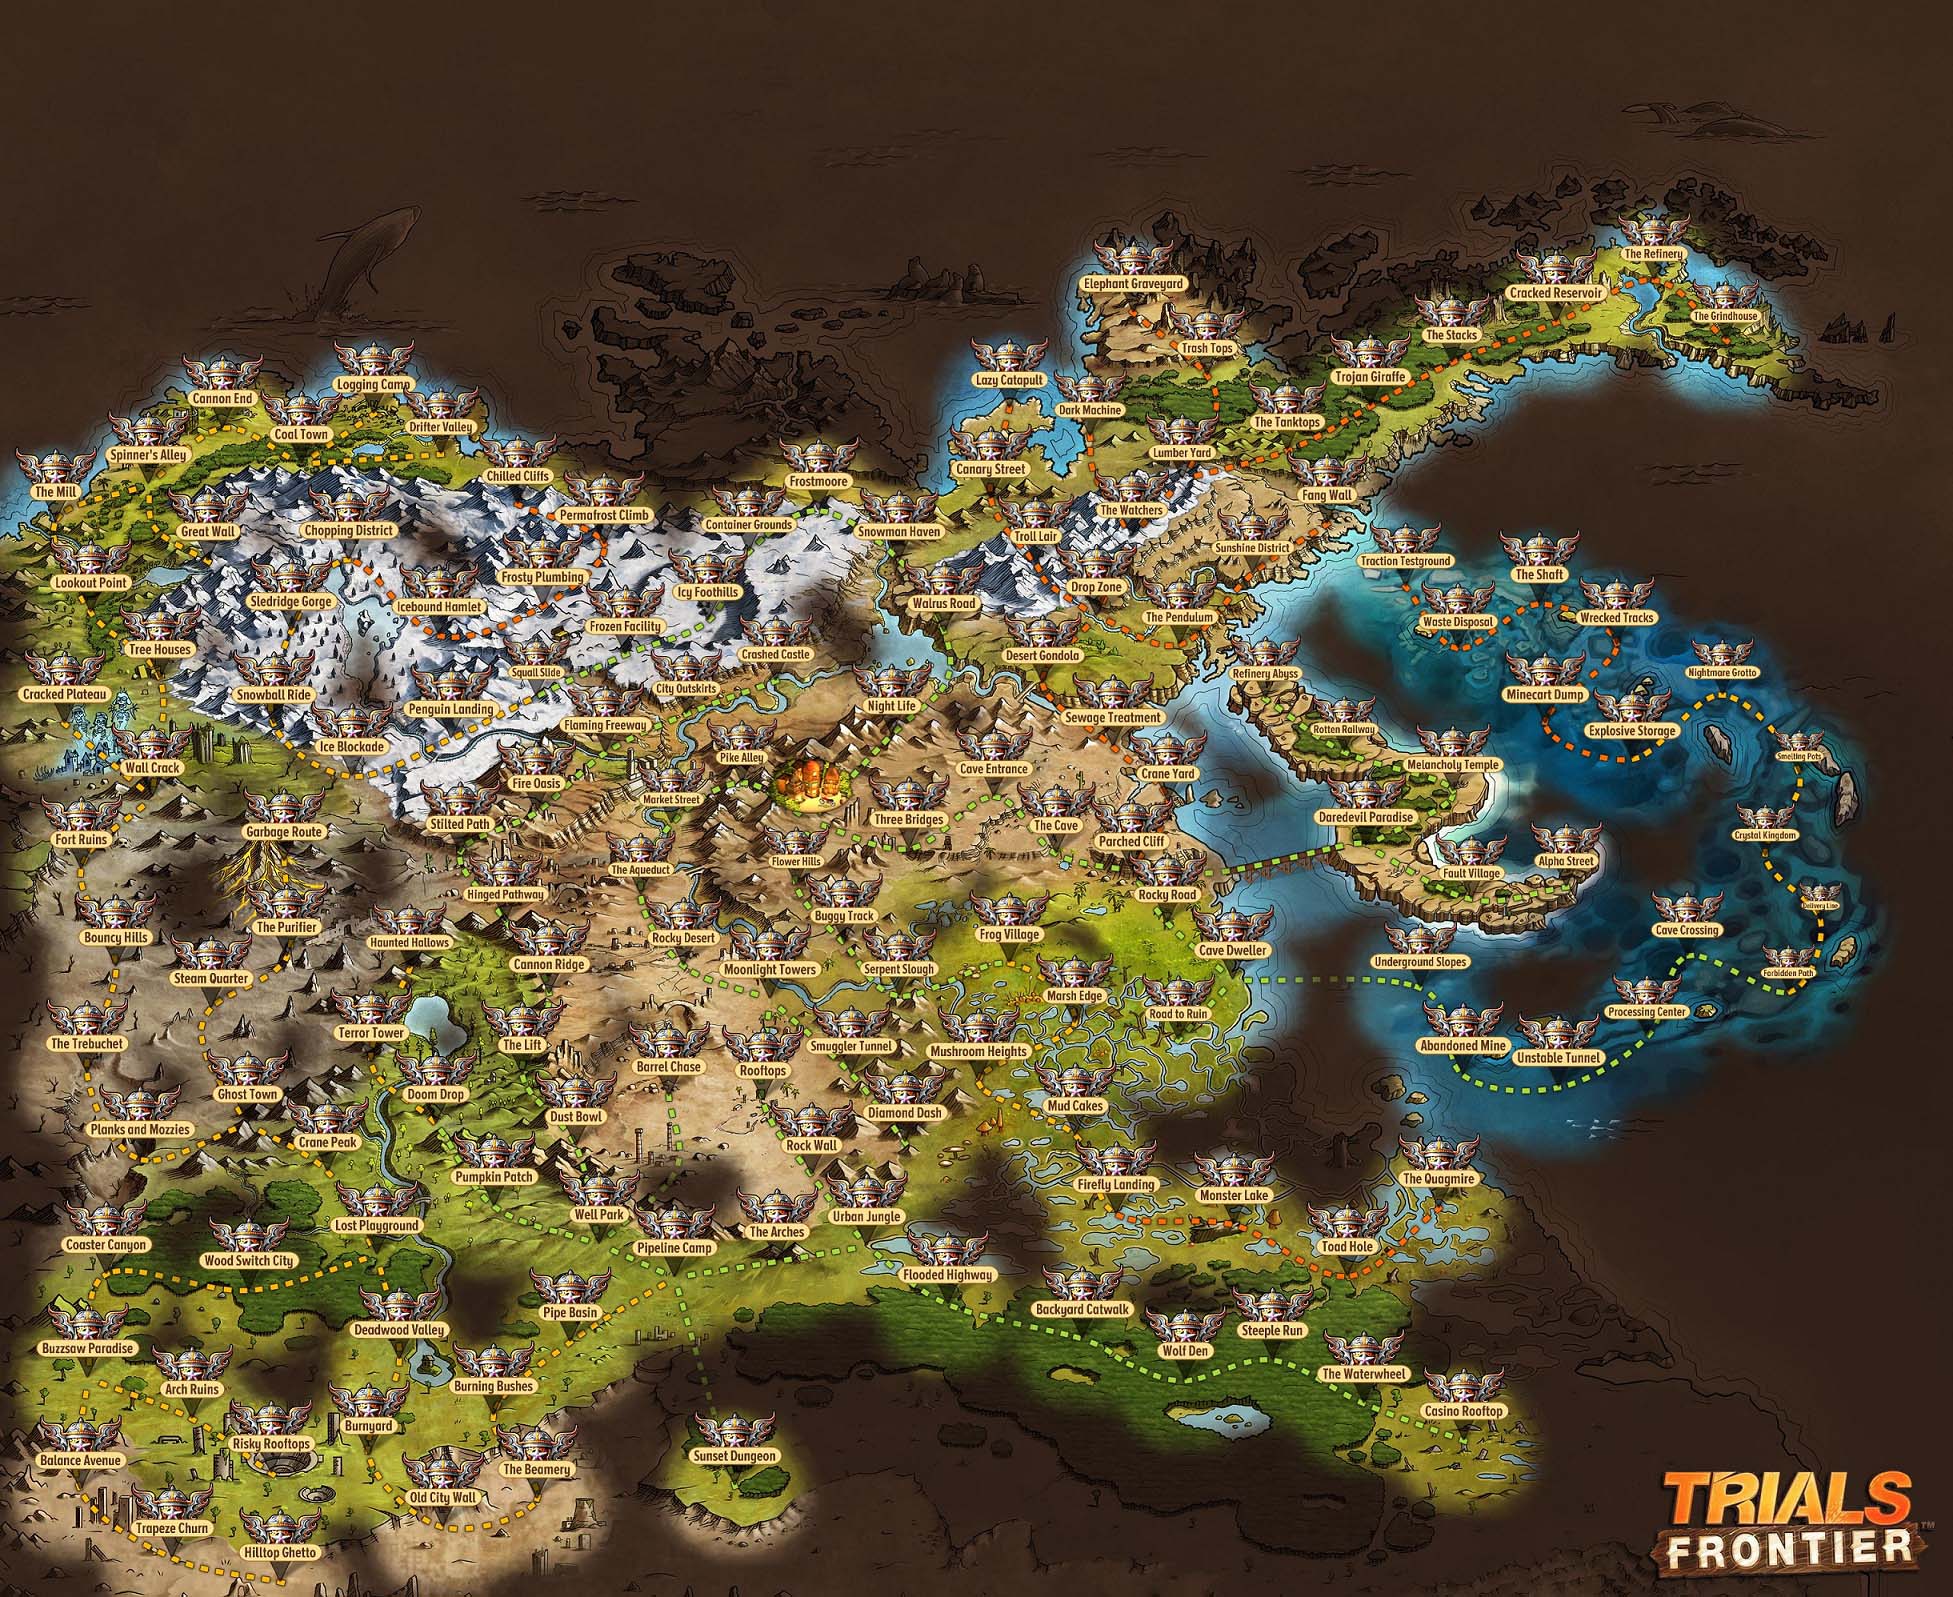 The Refinery
Elephant Graveyard
Cracked Reservoir
The Grindhouse
The Stacks
Trash Tops
Trojan Giraffe
Lazy Catapult
Logging Camp
Cannon End
Dark Machine
The Tanktops
Drifter Valley
Coal Town
Lumber Yard
Spinner's Alley
Canary Street
Chilled Cliffs
Frostmoore
The Mill
Fang Wall
The Watchers
Permafrost Climb
Container Grounds
Great Wall
Chopping District
Snowman Haven
Troll Lair
Sunshine District
Traction Testground
The Shaft
Lookout Point
Frosty Plumbing
Drop Zone
Icy Foothills
Sledridge Gorge
Icebound Hamlet
Walrus Road
The Pendulum
Waste Disposal
Wrecked Tracks
Frozen Facility
Tree Houses
Crashed Castle
Desert Gondola
Squall Slide
Refinery Abyss
Nightmare Grotto
City Outskirts
Cracked Plateau
Snowball Ride
Minecart Dump
Night Life
Penguin Landing
Sewage Treatment
Flaming Freeway
Rotten Railway
Explosive Storage
Ice Blockade
Pike Alley
Smelting Pots
Melancholy Temple
Wall Crack
Cave Entrance
Crane Yard
Fire Oasis
Market Street
Daredevil Paradise
Three Bridges
Stilted Path
The Cave
Garbage Route
Crystal Kingdom
Fort Ruins
Parched Cliff
Flower Hills
Alpha Street
The Aqueduct
Fault Village
Hinged Pathway
Rocky Road
Delivery Line
Buggy Track
The Purifier
Cave Crossing
Frog Village
Bouncy Hills
Rocky Desert
Haunted Hallows
Cave Dweller
Underground Slopes
Cannon Ridge
Moonlight Towers
Serpent Slough
Forbidden Path
Steam Quarter
Marsh Edge
Processing Center
Road to Ruin
Terror Tower
The Trebuchet
The Lift
Smuggler Tunnel
Abandoned Mine
Mushroom Heights
Unstable Tunnel
Barrel Chase
Rooftops
Ghost Town
Doom Drop
Mud Cakes
Diamond Dash
Dust Bowl
Planks and Mozzies
Crane Peak
Rock Wall
Pumpkin Patch
The Quagmire
Firefly Landing
Monster Lake
Well Park
Urban Jungle
Lost Playground
The Arches
Coaster Canyon
Pipeline Camp
Toad Hole
Wood Switch City
Flooded Highway
Backyard Catwalk
Pipe Basin
Deadwood Valley
Steeple Run
Buzzsaw Paradise
Wolf Den
The Waterwheel
Burning Bushes
Arch Ruins
Casino Rooftop
Burnyard
Risky Rooftops
Sunset Dungeon
Balance Avenue
The Beamery
Old City Wall
Trapeze Churn
Hilltop Ghetto
TRIALS
FRONTIER
TM